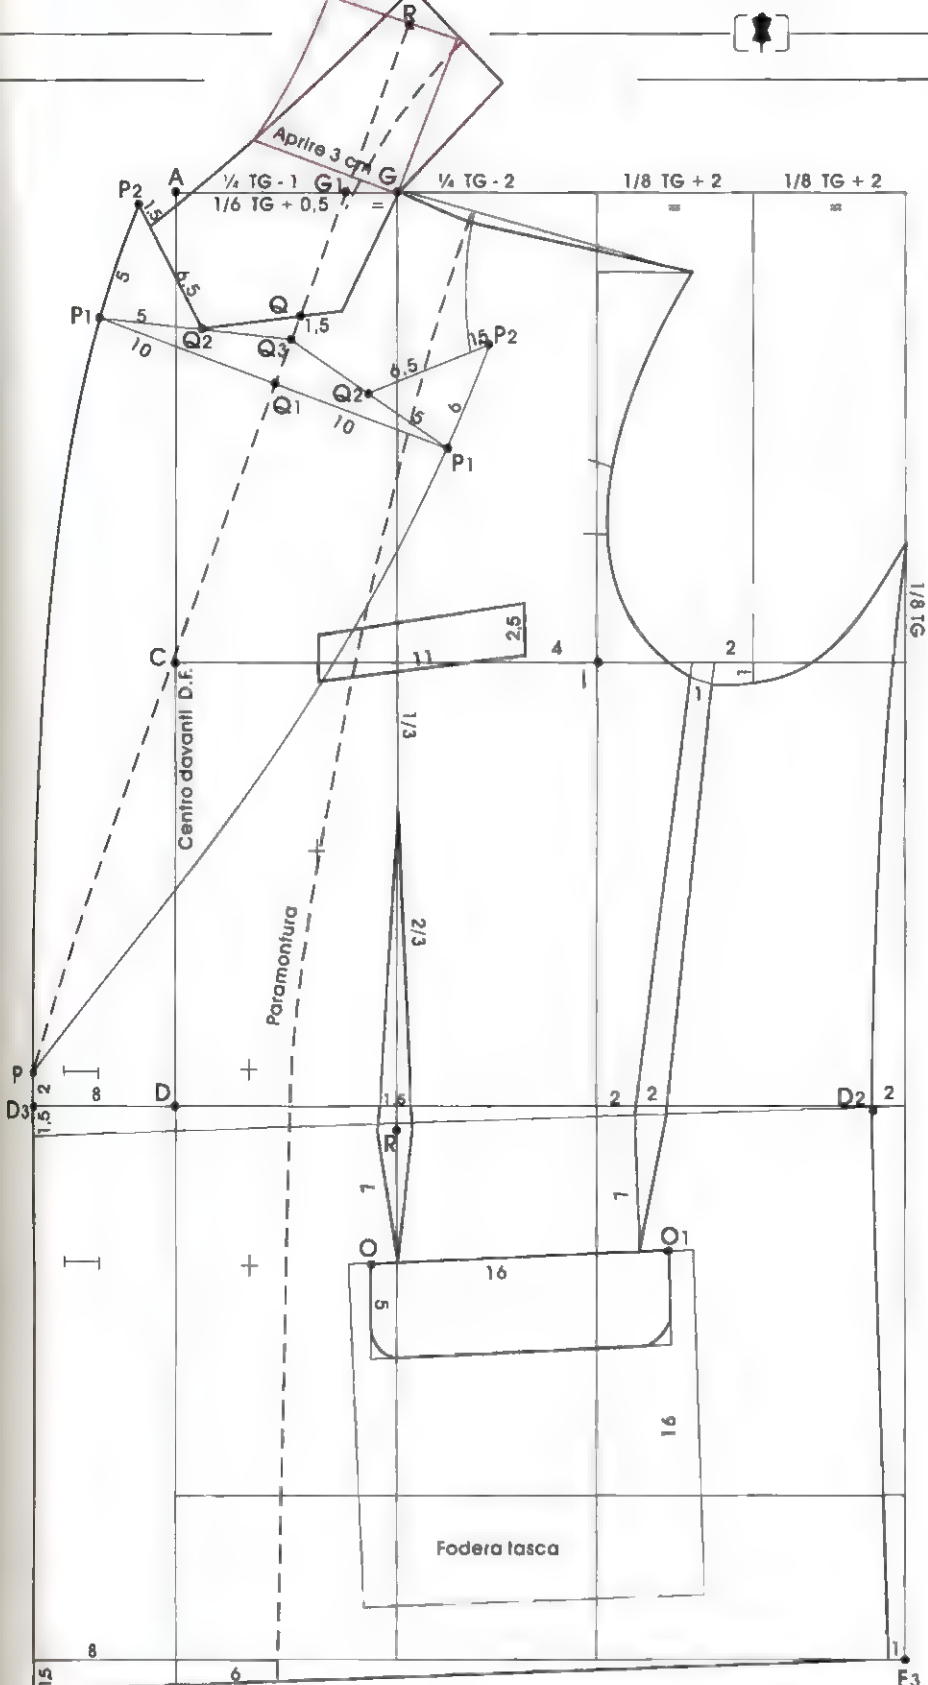 R
Aprire 3 cm
P2
A
¼ TG - 1
G1
G
¼ TG - 2
1/8 TG + 2
1/8 TG + 2
1,5
1/6 TG + 0,5
=
=
=
5
6,5
P1
5
Q
1,5
Q2
Q3
1,5
P2
10
6,5
Q1
Q2
6
10
5
P1
1/8 TG
2,5
C
11
4
2
I
1
1
Centro davanti D.F.
1/3
2/3
Paramontura
P
2
8
D
1,5
2
2
D2
2
D3
1,5
R
7
7
O
O1
16
5
19
Fodera tasca
8
1
1,5
6
F3